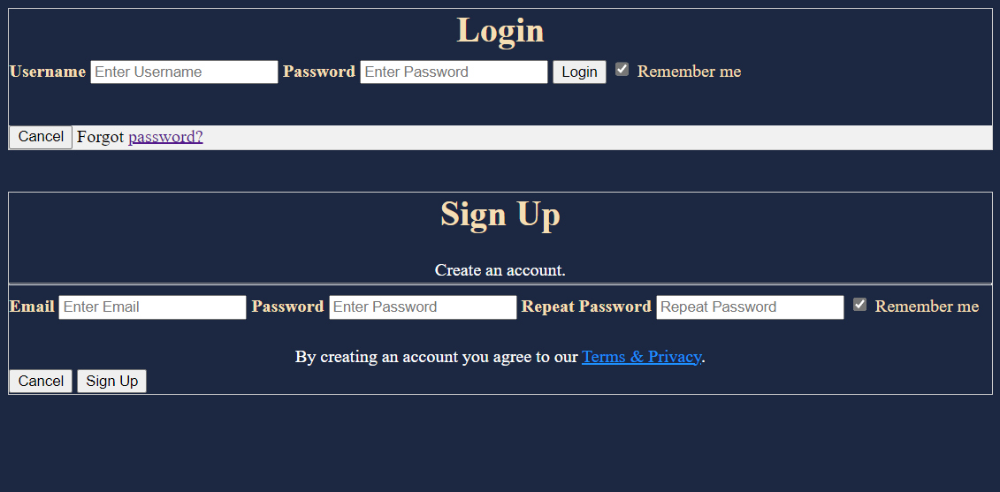 Login
Username Enter Username Password Enter Password Login Remember me
Cancel Forgot password?
Sign Up
Create an account.
Email Enter Email Password Enter Password Repeat Password Repeat Password Remember me
By creating an account you agree to our Terms & Privacy.
Cancel Sign Up